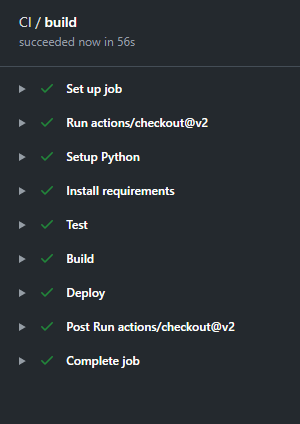 CI / build
succeeded now in 56s
Set up job
Run actions/checkout@v2
Setup Python
Install requirements
Test
Build
Deploy
Post Run actions/checkout@v2
Complete job